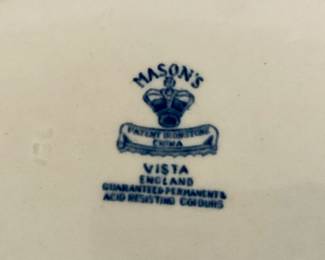 MASON'S
PATENT IRONSTONE
CHINA
VISTA
ENGLAND
GUARANTEED PERMANENT &
ACID RESISTING COLOURS